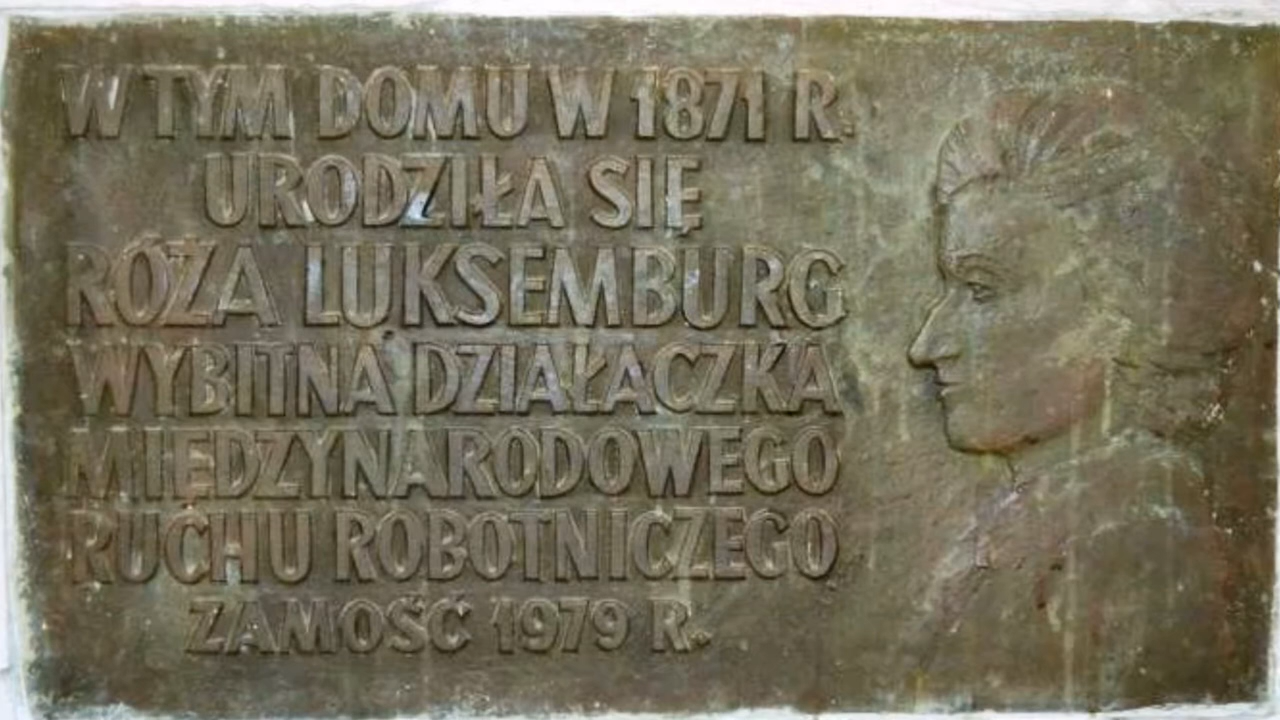 W TYM DOMU W 1871 R.
URODZIŁA SIĘ
RÓŻA LUKSEMBURG
WYBITNA DZIAŁACZKA
MIĘDZYNARODOWEGO
RUCHU ROBOTNICZEGO
ZAMOŚĆ 1979 R.